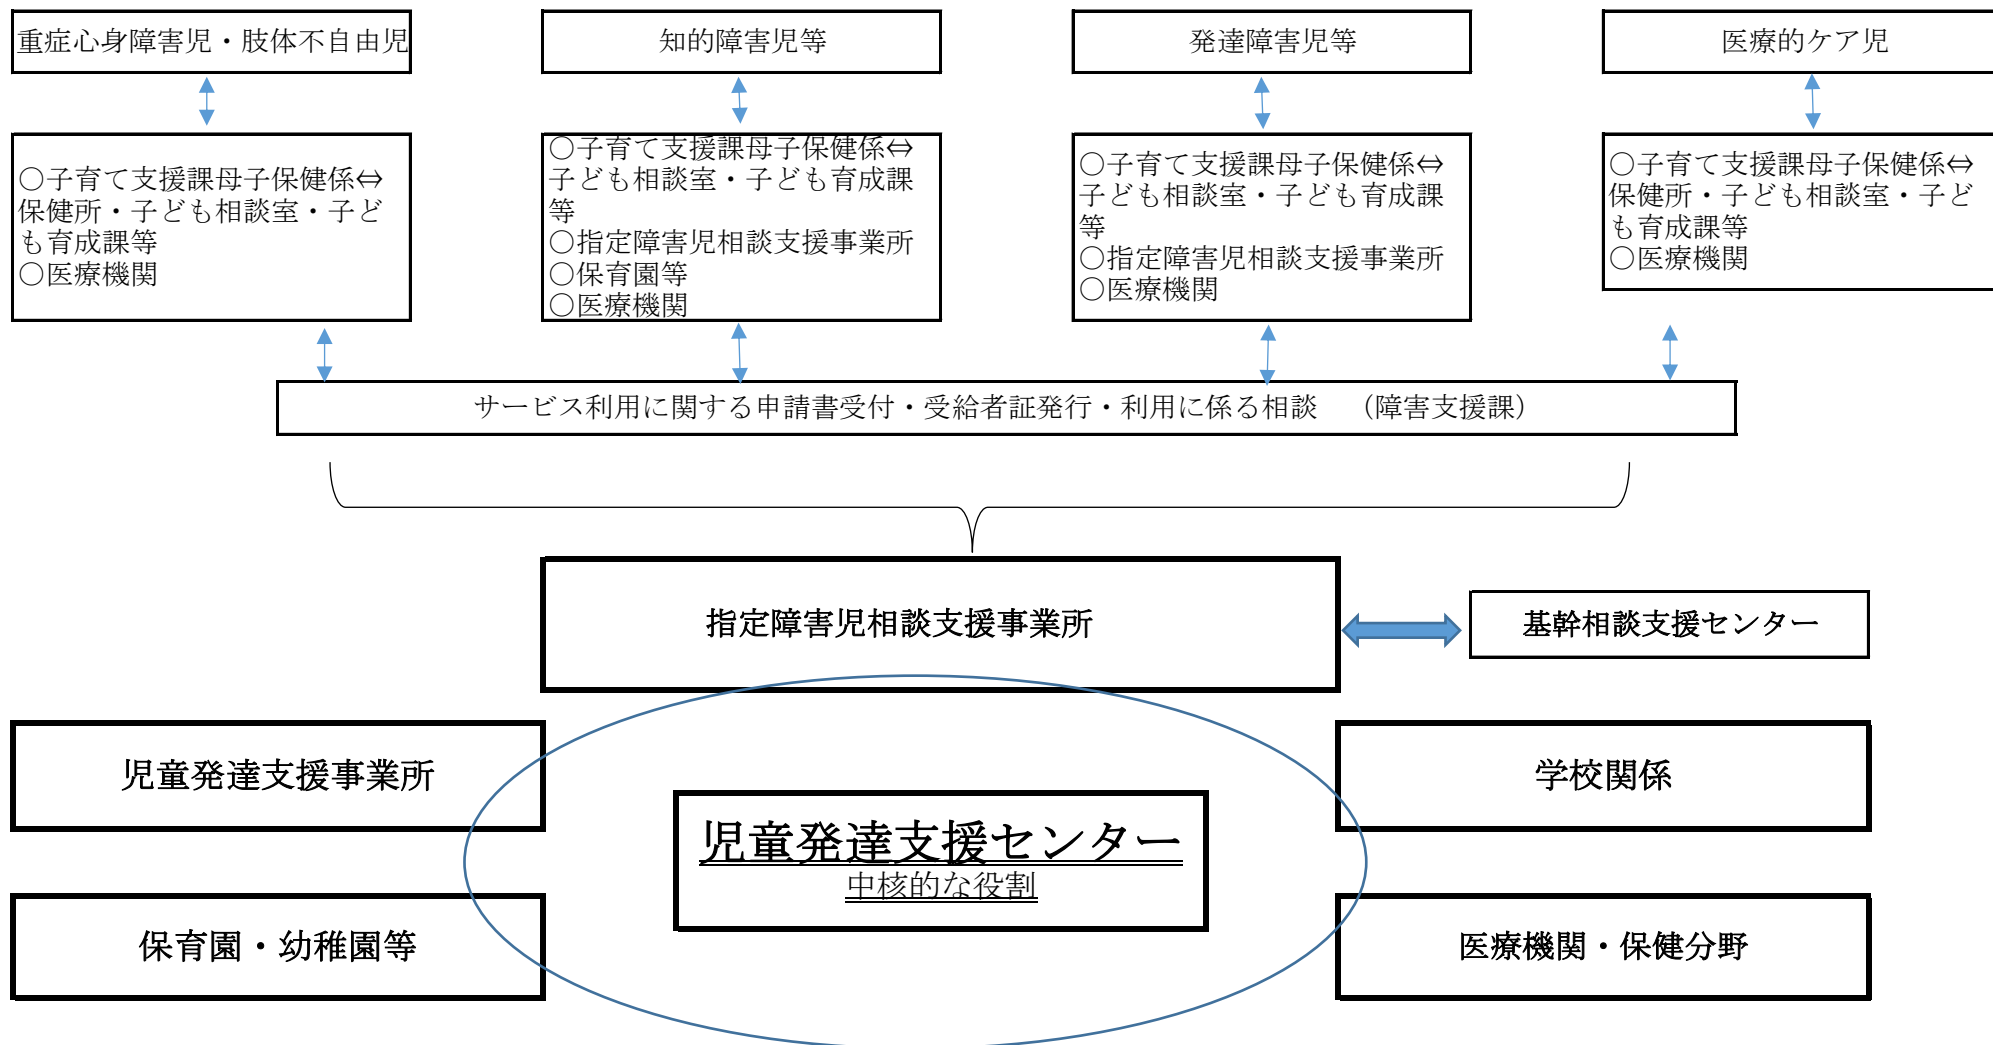 重症心身障害児・肢体不自由児
知的障害児等
発達障害児等
医療的ケア児
○子育て支援課母子保健係⇔
保健所・子ども相談室・子ど
も育成課等
○医療機関
○子育て支援課母子保健係⇔
子ども相談室・子ども育成課
等
○指定障害児相談支援事業所
○保育園等
○医療機関
○子育て支援課母子保健係⇔
子ども相談室・子ども育成課
等
○指定障害児相談支援事業所
○医療機関
○子育て支援課母子保健係⇔
保健所・子ども相談室・子ど
も育成課等
○医療機関
サービス利用に関する申請書受付・受給者証発行・利用に係る相談　（障害支援課）
指定障害児相談支援事業所
基幹相談支援センター
児童発達支援事業所
学校関係
児童発達支援センター
中核的な役割
保育園・幼稚園等
医療機関・保健分野